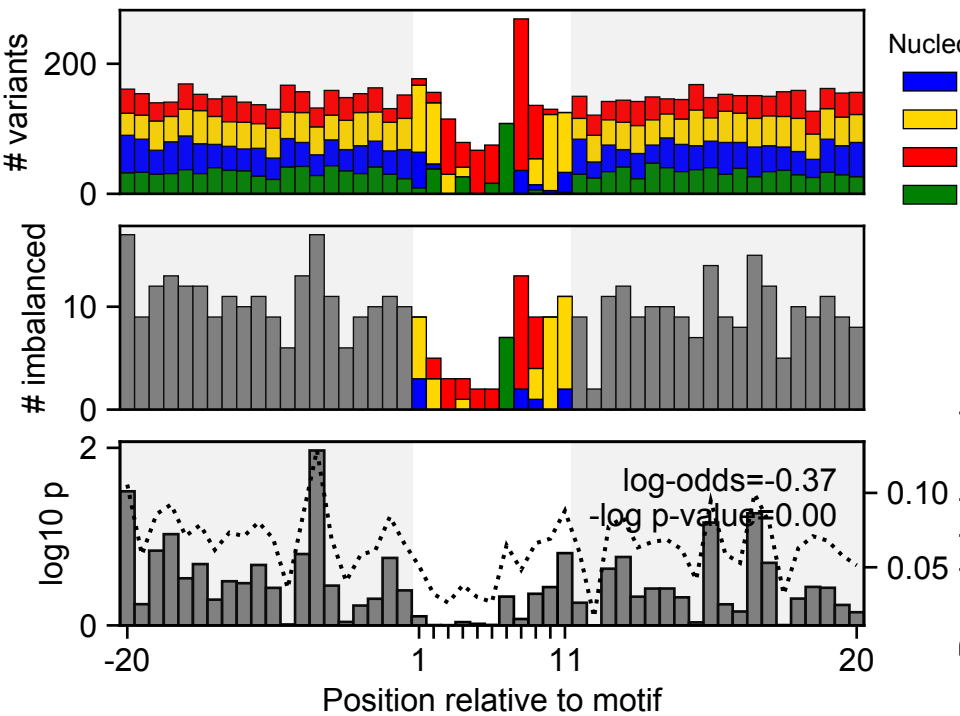 # variants
200
0
Nucleo
# imbalanced
10
0
log10 p
2
0
log-odds=-0.37
-log p-value=0.00
0.10
0.05
-20
1
11
20
Position relative to motif